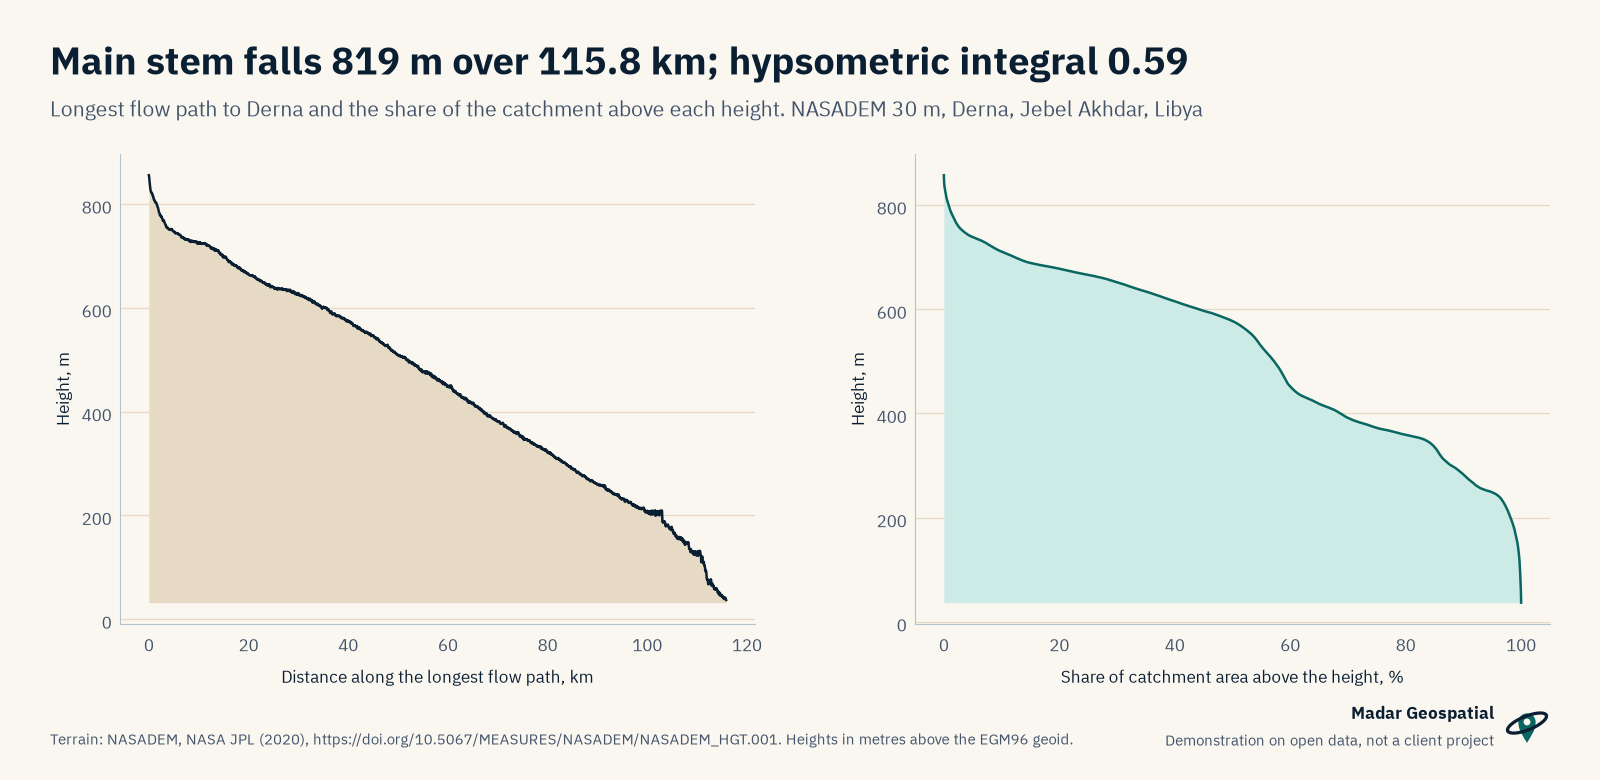 Main stem falls 819 m over 115.8 km; hypsometric integral 0.59
Longest flow path to Derna and the share of the catchment above each height. NASADEM 30 m, Derna, Jebel Akhdar, Libya
Height, m
800
600
400
200
0
0 20 40 60 80 100 120
Distance along the longest flow path, km
Height, m
800
600
400
200
0
0 20 40 60 80 100
Share of catchment area above the height, %
Madar Geospatial
Terrain: NASADEM, NASA JPL (2020), https://doi.org/10.5067/MEASURES/NASADEM/NASADEM_HGT.001. Heights in metres above the EGM96 geoid.
Demonstration on open data, not a client project